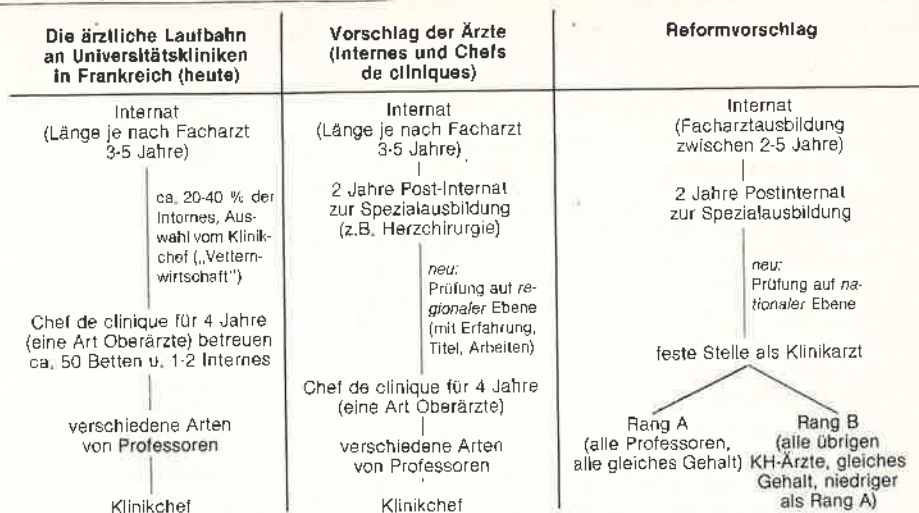 Die ärztliche Laufbahn
an Universitätskliniken
in Frankreich (heute)
Internat
(Länge je nach Facharzt
3-5 Jahre)
ca. 20-40 % der
Internes, Aus-
wahl vom Klinik-
chef („Vettern-
wirtschaft")
Chef de clinique für 4 Jahre
(eine Art Oberärzte) betreuen
ca. 50 Betten u. 1-2 Internes
verschiedene Arten
von Professoren
Klinikchef
Vorschlag der Ärzte
(Internes und Chefs
de cliniques)
Internat
(Länge je nach Facharzt
3-5 Jahre)
2 Jahre Post-Internat
zur Spezialausbildung
(z.B. Herzchirurgie)
neu:
Prüfung auf re-
gionaler Ebene
(mit Erfahrung,
Titel, Arbeiten)
Chef de clinique für 4 Jahre
(eine Art Oberärzte)
verschiedene Arten
von Professoren
Klinikchef
Reformvorschlag
Internat
(Facharztausbildung
zwischen 2-5 Jahre)
2 Jahre Postinternat
zur Spezialausbildung
neu:
Prüfung auf na-
tionaler Ebene
feste Stelle als Klinikarzt
Rang A
(alle Professoren,
alle gleiches Gehalt)
Rang B
(alle übrigen
KH-Ärzte, gleiches
Gehalt, niedriger
als Rang A)